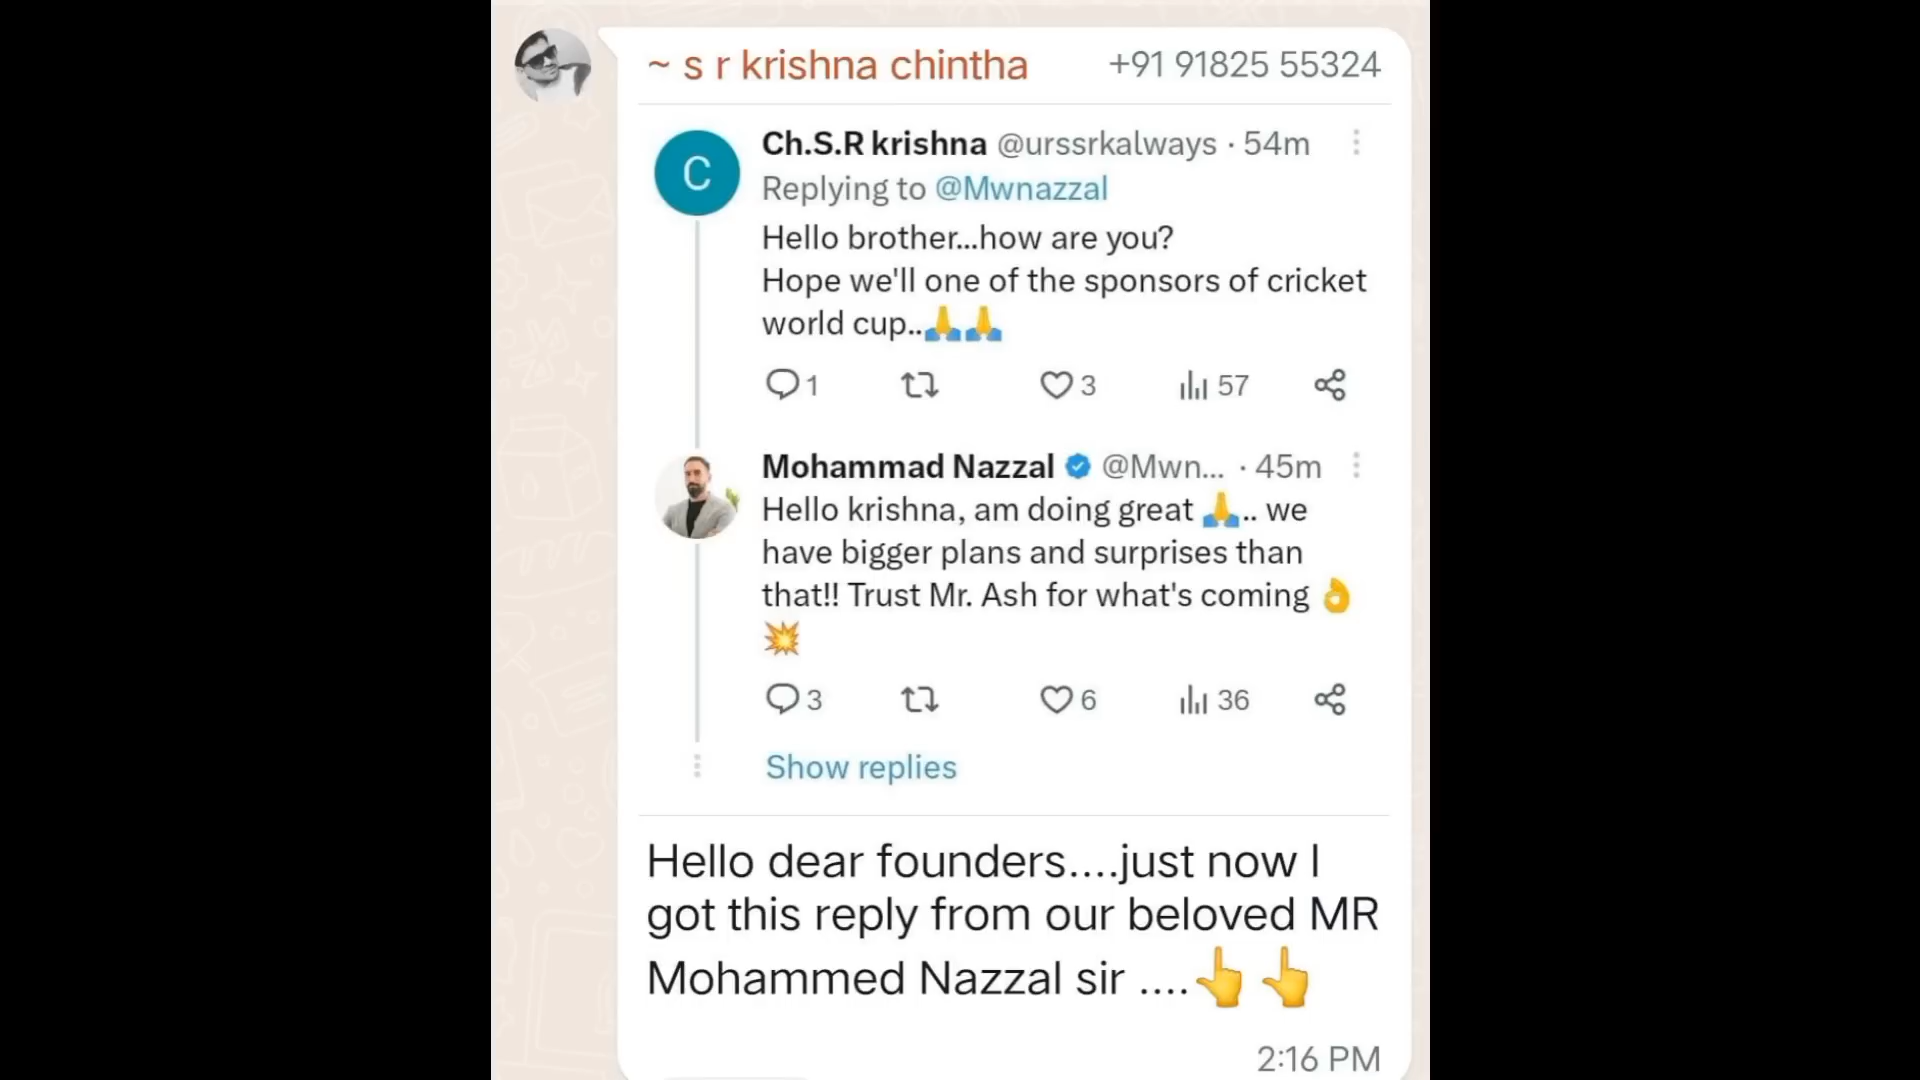 ~ s r krishna chintha +91 91825 55324
C
Ch.S.R krishna @urssrkalways · 54m
Replying to @Mwnazzal
Hello brother...how are you?
Hope we'll one of the sponsors of cricket
world cup..🙏🙏
1 3 57
Mohammad Nazzal @Mwn... · 45m
Hello krishna, am doing great 🙏.. we
have bigger plans and surprises than
that!! Trust Mr. Ash for what's coming 👌
💥
3 6 36
Show replies
Hello dear founders....just now I
got this reply from our beloved MR
Mohammed Nazzal sir ....👆👆
2:16 PM